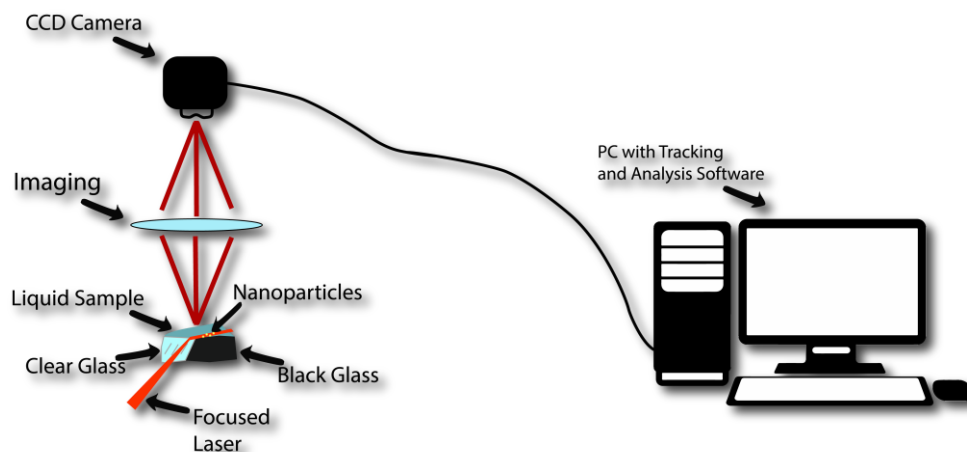 CCD Camera
PC with Tracking
and Analysis Software
Imaging
Liquid Sample
Nanoparticles
Clear Glass
Black Glass
Focused
Laser